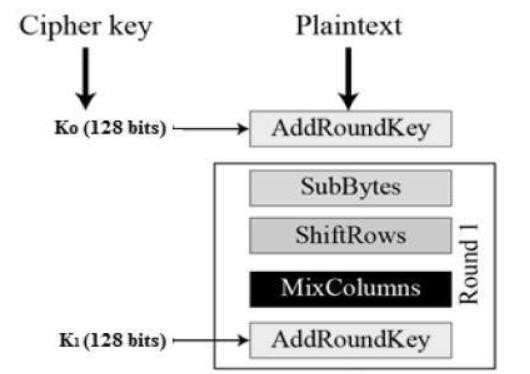 Cipher key
Plaintext
K0 (128 bits)
AddRoundKey
SubBytes
ShiftRows
MixColumns
Round 1
K1 (128 bits)
AddRoundKey